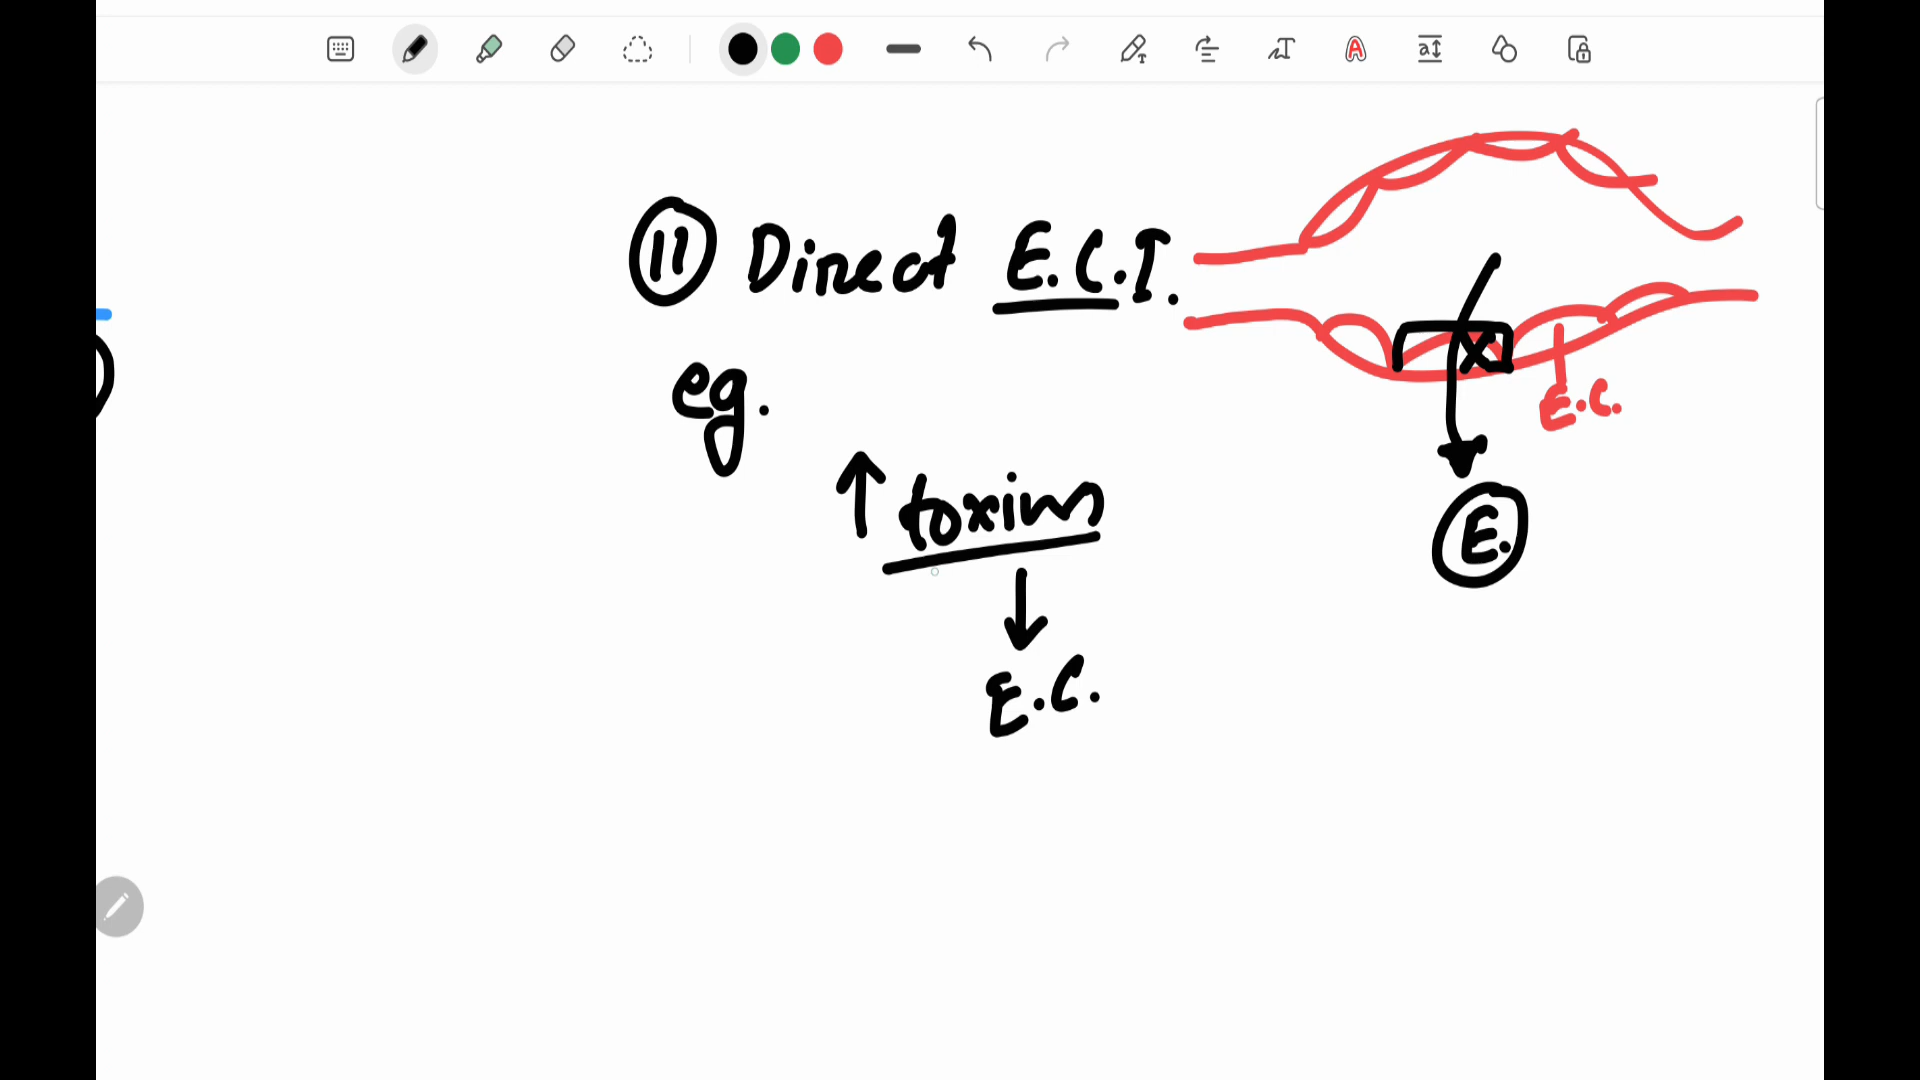 11 Direct E.C.I.
eg.
E.C.
↑ toxins
E.
↓
E.C.